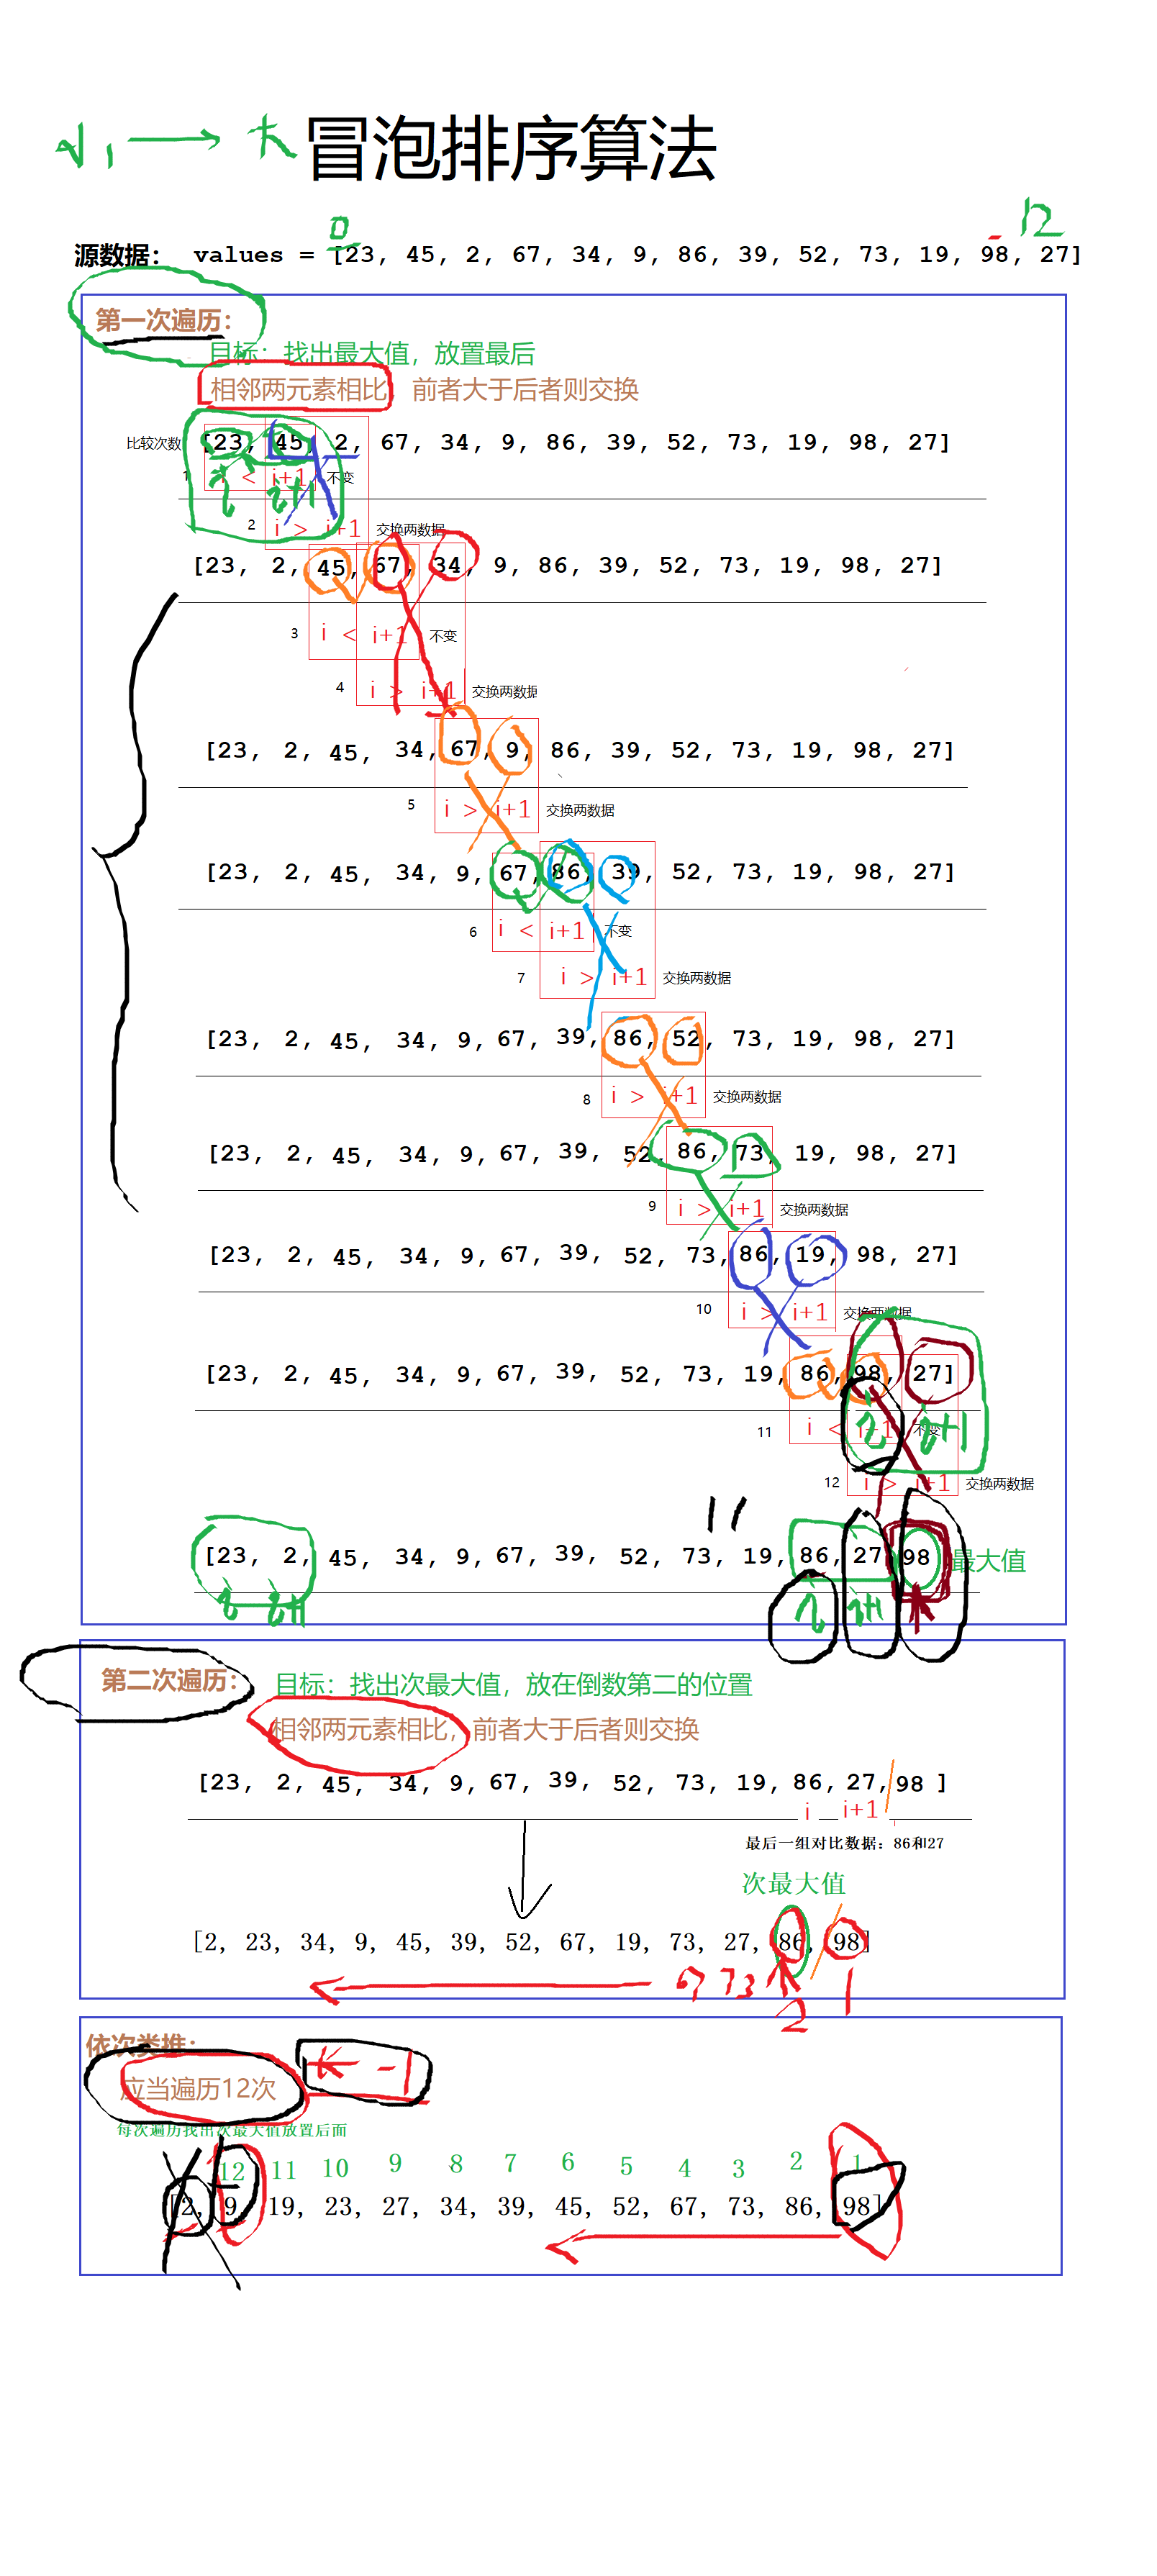 小 → 大 冒泡排序算法
0 12
源数据： values = [23, 45, 2, 67, 34, 9, 86, 39, 52, 73, 19, 98, 27]
第一次遍历：
目标：找出最大值，放置最后
相邻两元素相比， 前者大于后者则交换
比较次数 [23, 45, 2, 67, 34, 9, 86, 39, 52, 73, 19, 98, 27]
1 i < i+1 不变
i i+1
2 i > i+1 交换两数据
[23, 2, 45, 67, 34, 9, 86, 39, 52, 73, 19, 98, 27]
3 i < i+1 不变
4 i > i+1 交换两数据
[23, 2, 45, 34, 67, 9, 86, 39, 52, 73, 19, 98, 27]
5 i > i+1 交换两数据
[23, 2, 45, 34, 9, 67, 86, 39, 52, 73, 19, 98, 27]
6 i < i+1 不变
7 i > i+1 交换两数据
[23, 2, 45, 34, 9, 67, 39, 86, 52, 73, 19, 98, 27]
8 i > i+1 交换两数据
[23, 2, 45, 34, 9, 67, 39, 52, 86, 73, 19, 98, 27]
9 i > i+1 交换两数据
[23, 2, 45, 34, 9, 67, 39, 52, 73, 86, 19, 98, 27]
10 i > i+1 交换两数据
[23, 2, 45, 34, 9, 67, 39, 52, 73, 19, 86, 98, 27]
11 i < i+1 不变
i i+1
12 i > i+1 交换两数据
11
[23, 2, 45, 34, 9, 67, 39, 52, 73, 19, 86, 27, 98 最大值
i i+1 i i+1
第二次遍历： 目标：找出次最大值，放在倒数第二的位置
相邻两元素相比，前者大于后者则交换
[23, 2, 45, 34, 9, 67, 39, 52, 73, 19, 86, 27, 98 ]
i i+1
最后一组对比数据：86和27
次最大值
[2, 23, 34, 9, 45, 39, 52, 67, 19, 73, 27, 86, 98]
73 2 1
依次类推：
长 -1
应当遍历12次
每次遍历找出次最大值放置后面
12 11 10 9 8 7 6 5 4 3 2 1
[2, 9, 19, 23, 27, 34, 39, 45, 52, 67, 73, 86, 98]